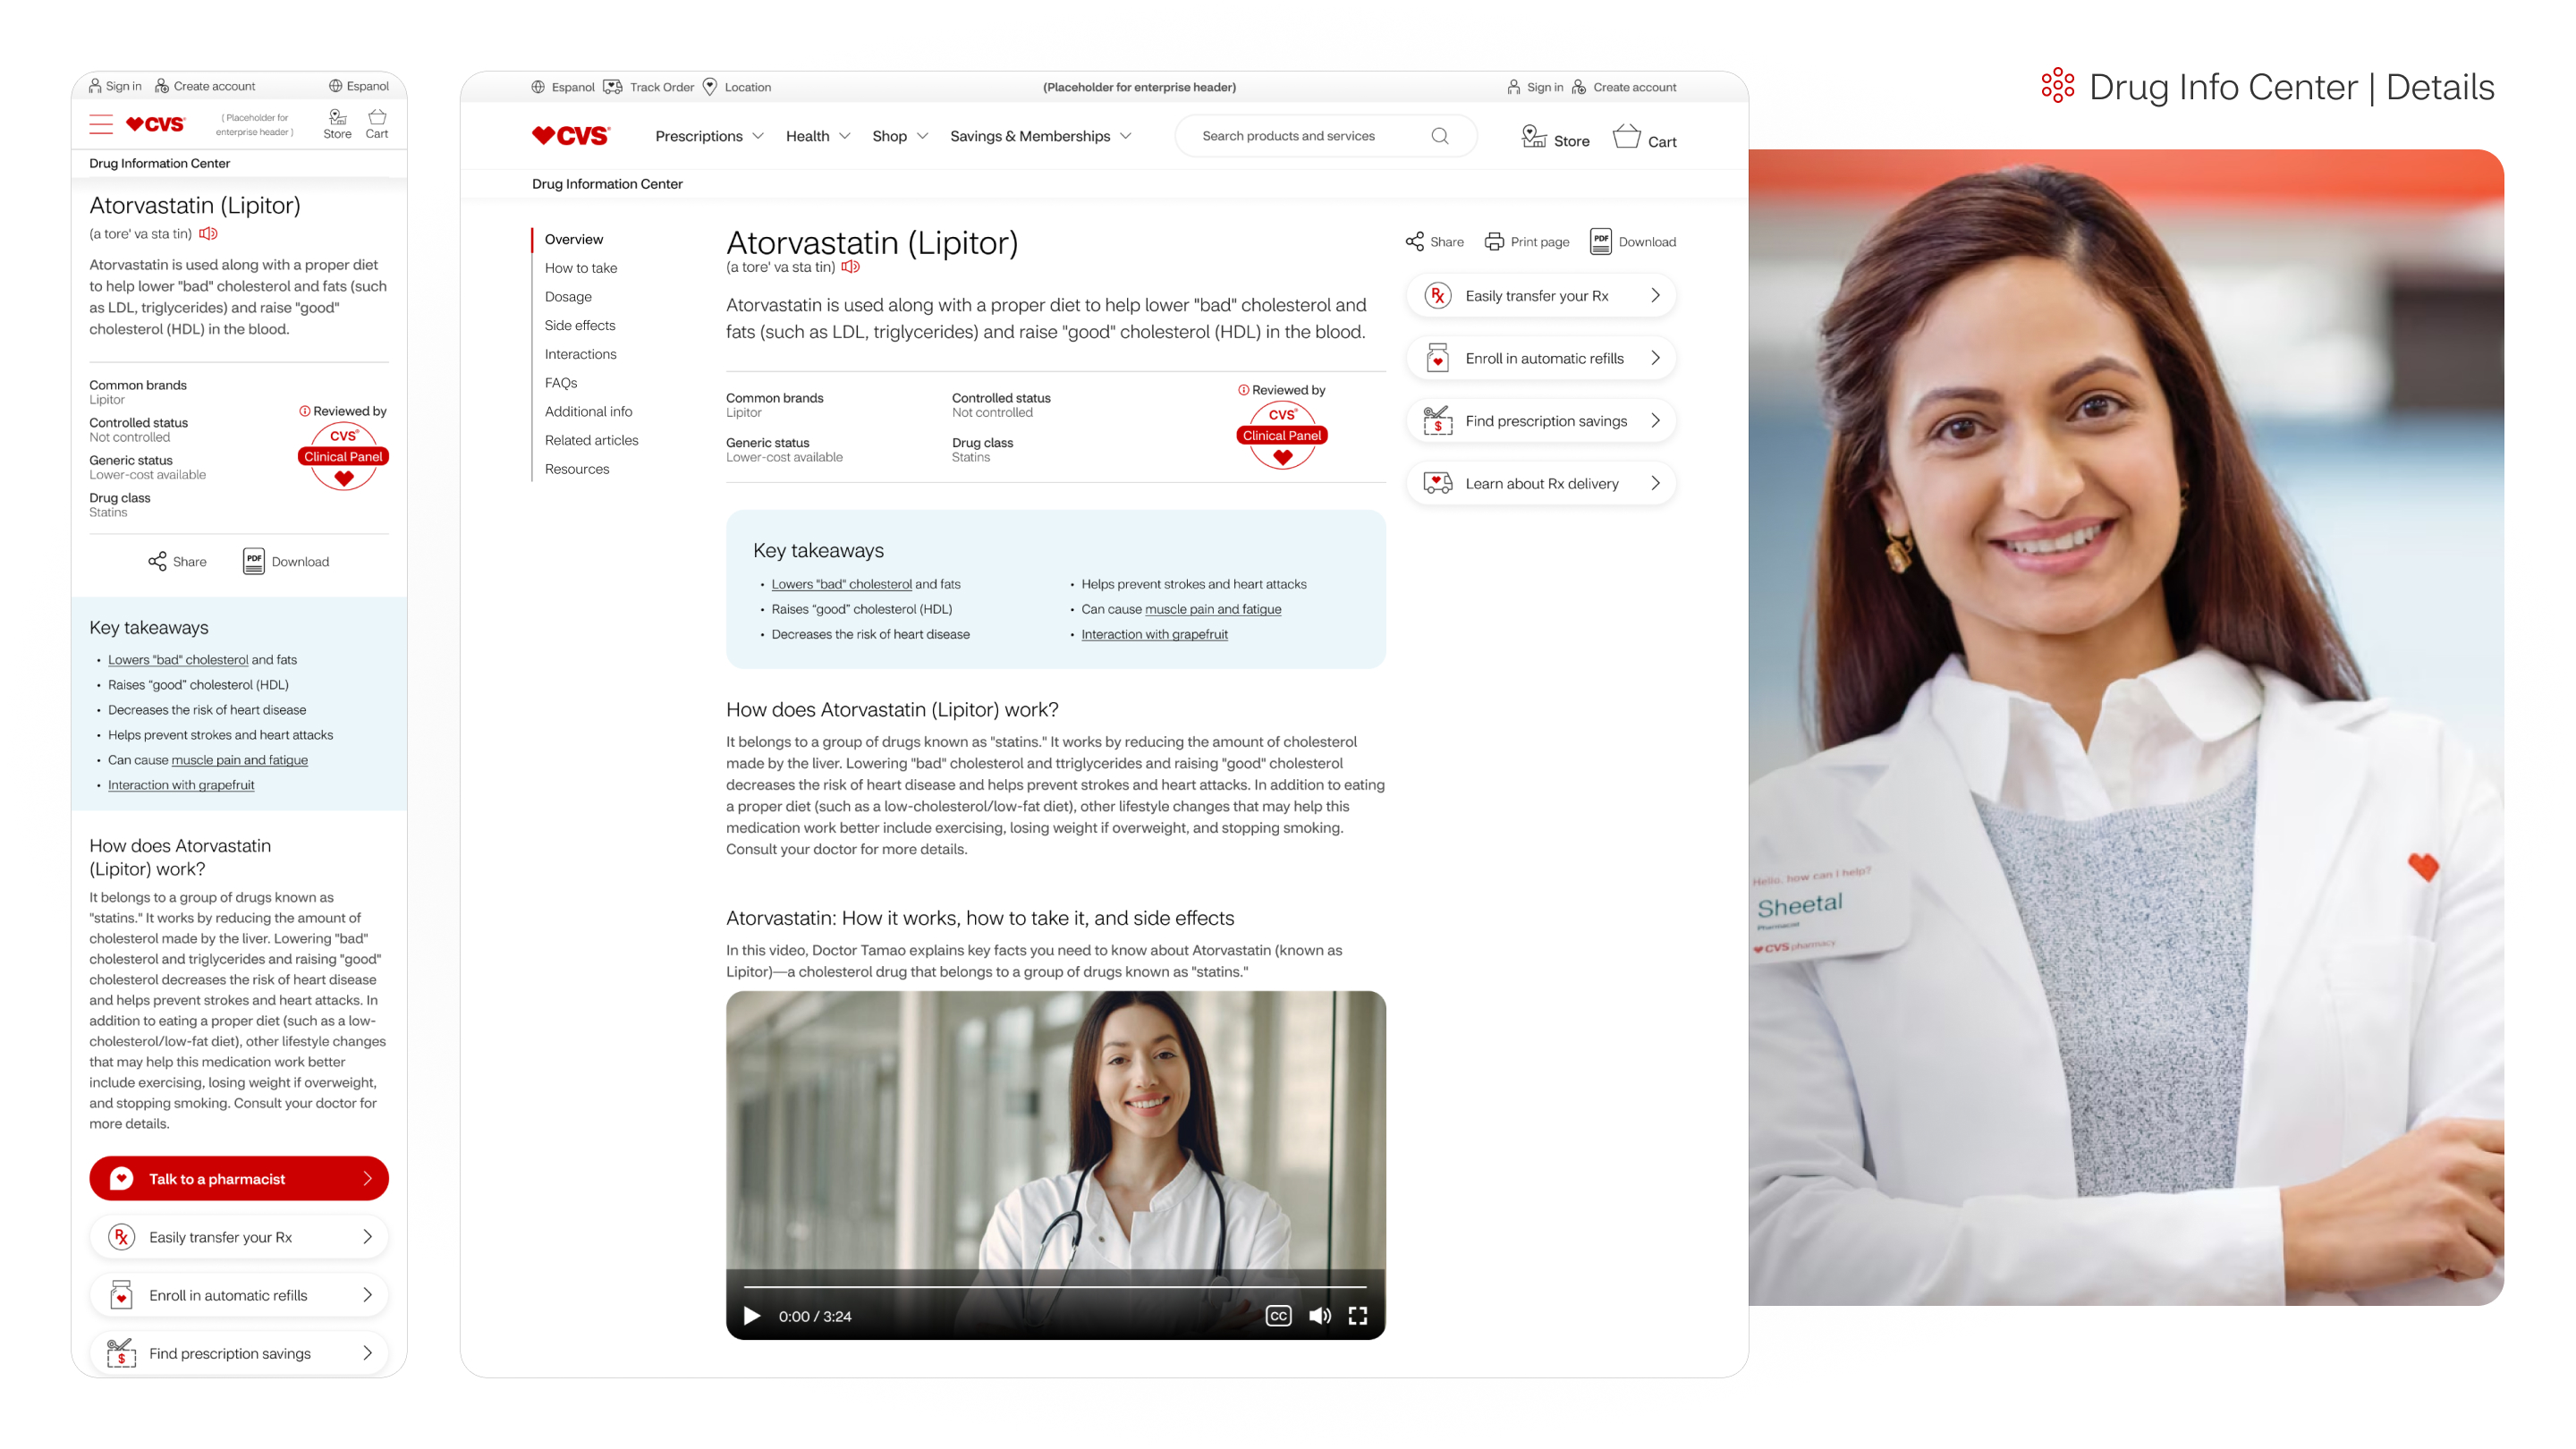 Sign in Create account Espanol
CVS® ( Placeholder for enterprise header ) Store Cart
Drug Information Center
Atorvastatin (Lipitor)
(a tore' va sta tin)
Atorvastatin is used along with a proper diet
to help lower "bad" cholesterol and fats (such
as LDL, triglycerides) and raise "good"
cholesterol (HDL) in the blood.
Common brands
Lipitor
Controlled status
Not controlled
Generic status
Lower-cost available
Drug class
Statins
Reviewed by
CVS®
Clinical Panel
Share PDF Download
Key takeaways
• Lowers "bad" cholesterol and fats
• Raises "good" cholesterol (HDL)
• Decreases the risk of heart disease
• Helps prevent strokes and heart attacks
• Can cause muscle pain and fatigue
• Interaction with grapefruit
How does Atorvastatin
(Lipitor) work?
It belongs to a group of drugs known as
"statins." It works by reducing the amount of
cholesterol made by the liver. Lowering "bad"
cholesterol and triglycerides and raising "good"
cholesterol decreases the risk of heart disease
and helps prevent strokes and heart attacks. In
addition to eating a proper diet (such as a low-
cholesterol/low-fat diet), other lifestyle changes
that may help this medication work better
include exercising, losing weight if overweight,
and stopping smoking. Consult your doctor for
more details.
Talk to a pharmacist
Rx Easily transfer your Rx
Enroll in automatic refills
$ Find prescription savings
Espanol Track Order Location (Placeholder for enterprise header) Sign in Create account
CVS® Prescriptions Health Shop Savings & Memberships Search products and services Store Cart
Drug Information Center
Overview
How to take
Dosage
Side effects
Interactions
FAQs
Additional info
Related articles
Resources
Atorvastatin (Lipitor)
(a tore' va sta tin)
Atorvastatin is used along with a proper diet to help lower "bad" cholesterol and
fats (such as LDL, triglycerides) and raise "good" cholesterol (HDL) in the blood.
Common brands
Lipitor
Generic status
Lower-cost available
Controlled status
Not controlled
Drug class
Statins
Reviewed by
CVS®
Clinical Panel
Key takeaways
• Lowers "bad" cholesterol and fats
• Raises "good" cholesterol (HDL)
• Decreases the risk of heart disease
• Helps prevent strokes and heart attacks
• Can cause muscle pain and fatigue
• Interaction with grapefruit
How does Atorvastatin (Lipitor) work?
It belongs to a group of drugs known as "statins." It works by reducing the amount of cholesterol
made by the liver. Lowering "bad" cholesterol and ttriglycerides and raising "good" cholesterol
decreases the risk of heart disease and helps prevent strokes and heart attacks. In addition to eating
a proper diet (such as a low-cholesterol/low-fat diet), other lifestyle changes that may help this
medication work better include exercising, losing weight if overweight, and stopping smoking.
Consult your doctor for more details.
Atorvastatin: How it works, how to take it, and side effects
In this video, Doctor Tamao explains key facts you need to know about Atorvastatin (known as
Lipitor)—a cholesterol drug that belongs to a group of drugs known as "statins."
0:00 / 3:24 CC
Share Print page PDF Download
Rx Easily transfer your Rx
Enroll in automatic refills
$ Find prescription savings
Learn about Rx delivery
Drug Info Center | Details
Hello, how can I help?
Sheetal
Pharmacist
CVS pharmacy